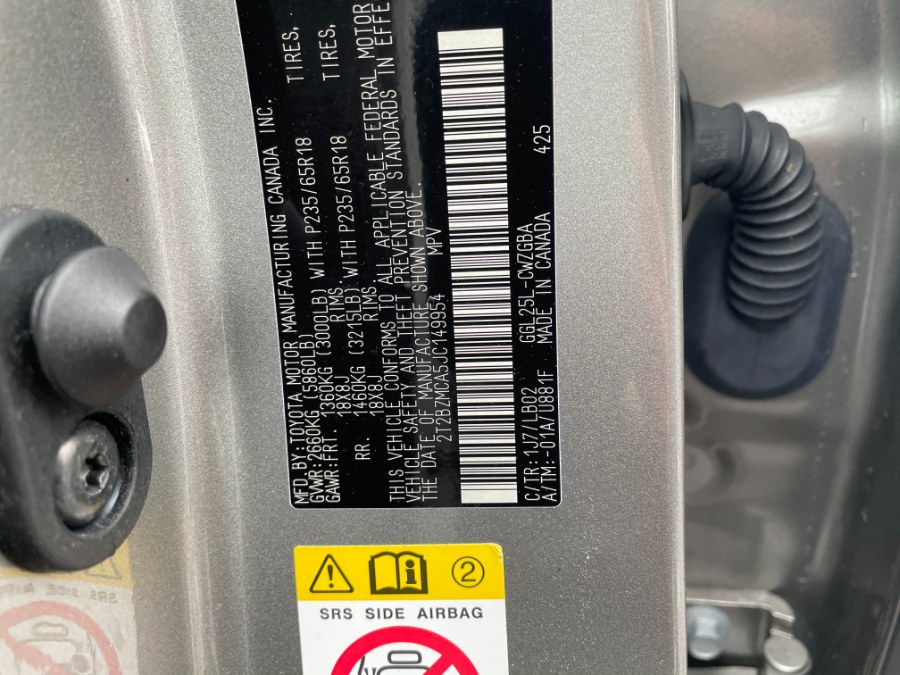 MFD. BY: TOYOTA MOTOR MANUFACTURING CANADA INC.
GVWR: 2660KG (5860LB)
GAWR: FRT. 1360KG (3000LB) WITH P235/65R18 TIRES,
18X8J RIMS.
RR. 1460KG (3215LB) WITH P235/65R18 TIRES,
18X8J RIMS.
THIS VEHICLE CONFORMS TO ALL APPLICABLE FEDERAL MOTOR
VEHICLE SAFETY AND THEFT PREVENTION STANDARDS IN EFFE
THE DATE OF MANUFACTURE SHOWN ABOVE.
2T2BZMCA5JC149954 MPV
C/TR: 1J7/LB02 GGL25L-CWZGBA
A/TM: -01A/U881F MADE IN CANADA 425
2
SRS SIDE AIRBAG